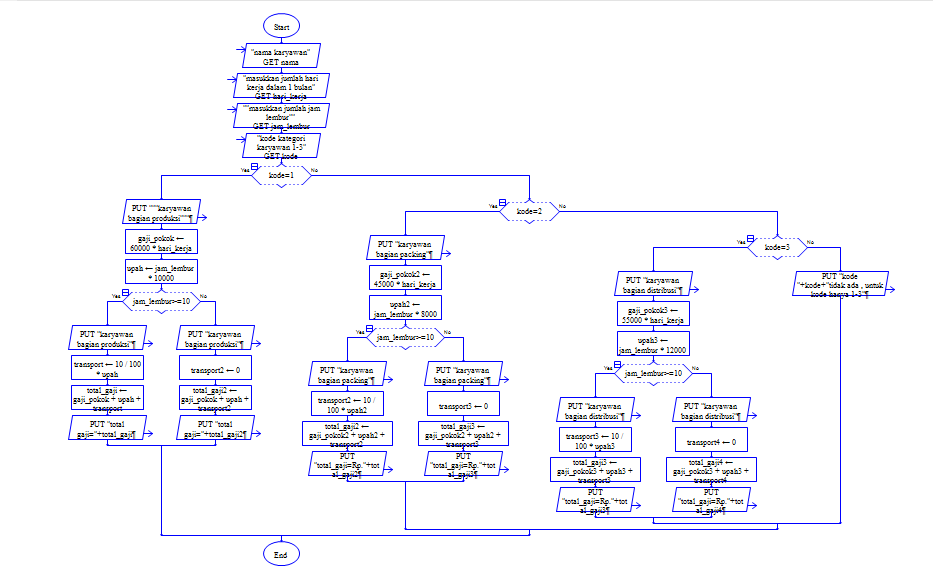 Start
"nama karyawan"
GET nama
"masukkan jumlah hari
kerja dalam 1 bulan"
GET hari_kerja
""masukkan jumlah jam
lembur""
GET jam_lembur
"kode kategori
karyawan 1-3"
GET kode
Yes
kode=1
No
PUT """karyawan
bagian produksi"""¶
gaji_pokok ←
60000 * hari_kerja
upah ← jam_lembur
* 10000
Yes
jam_lembur>=10
No
PUT "karyawan
bagian produksi"¶
transport ← 10 / 100
* upah
total_gaji ←
gaji_pokok + upah +
transport
PUT "total
gaji="+total_gaji¶
PUT "karyawan
bagian produksi"¶
transport2 ← 0
total_gaji2 ←
gaji_pokok + upah +
transport2
PUT "total
gaji="+total_gaji2¶
Yes
kode=2
No
PUT "karyawan
bagian packing"¶
gaji_pokok2 ←
45000 * hari_kerja
upah2 ←
jam_lembur * 8000
Yes
jam_lembur>=10
No
PUT "karyawan
bagian packing"¶
transport2 ← 10 /
100 * upah2
total_gaji2 ←
gaji_pokok2 + upah2 +
transport2
PUT
"total_gaji=Rp."+tot
al_gaji2¶
PUT "karyawan
bagian packing"¶
transport3 ← 0
total_gaji3 ←
gaji_pokok2 + upah2 +
transport3
PUT
"total_gaji=Rp."+tot
al_gaji3¶
Yes
kode=3
No
PUT "karyawan
bagian distribusi"¶
gaji_pokok3 ←
55000 * hari_kerja
upah3 ←
jam_lembur * 12000
Yes
jam_lembur>=10
No
PUT "karyawan
bagian distribusi"¶
transport3 ← 10 /
100 * upah3
total_gaji3 ←
gaji_pokok3 + upah3 +
transport3
PUT
"total_gaji=Rp."+tot
al_gaji3¶
PUT "karyawan
bagian distribusi"¶
transport4 ← 0
total_gaji4 ←
gaji_pokok3 + upah3 +
transport4
PUT
"total_gaji=Rp."+tot
al_gaji4¶
PUT "kode
"+kode+"tidak ada , untuk
kode hanya 1-3"¶
End